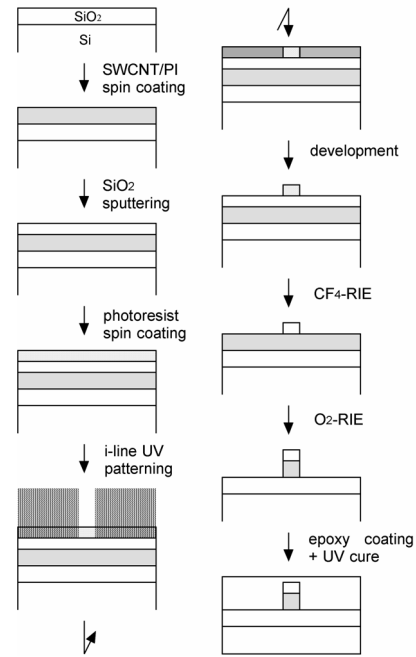 SiO2
Si
SWCNT/PI
spin coating
SiO2
sputtering
photoresist
spin coating
i-line UV
patterning
development
CF4-RIE
O2-RIE
epoxy coating
+ UV cure